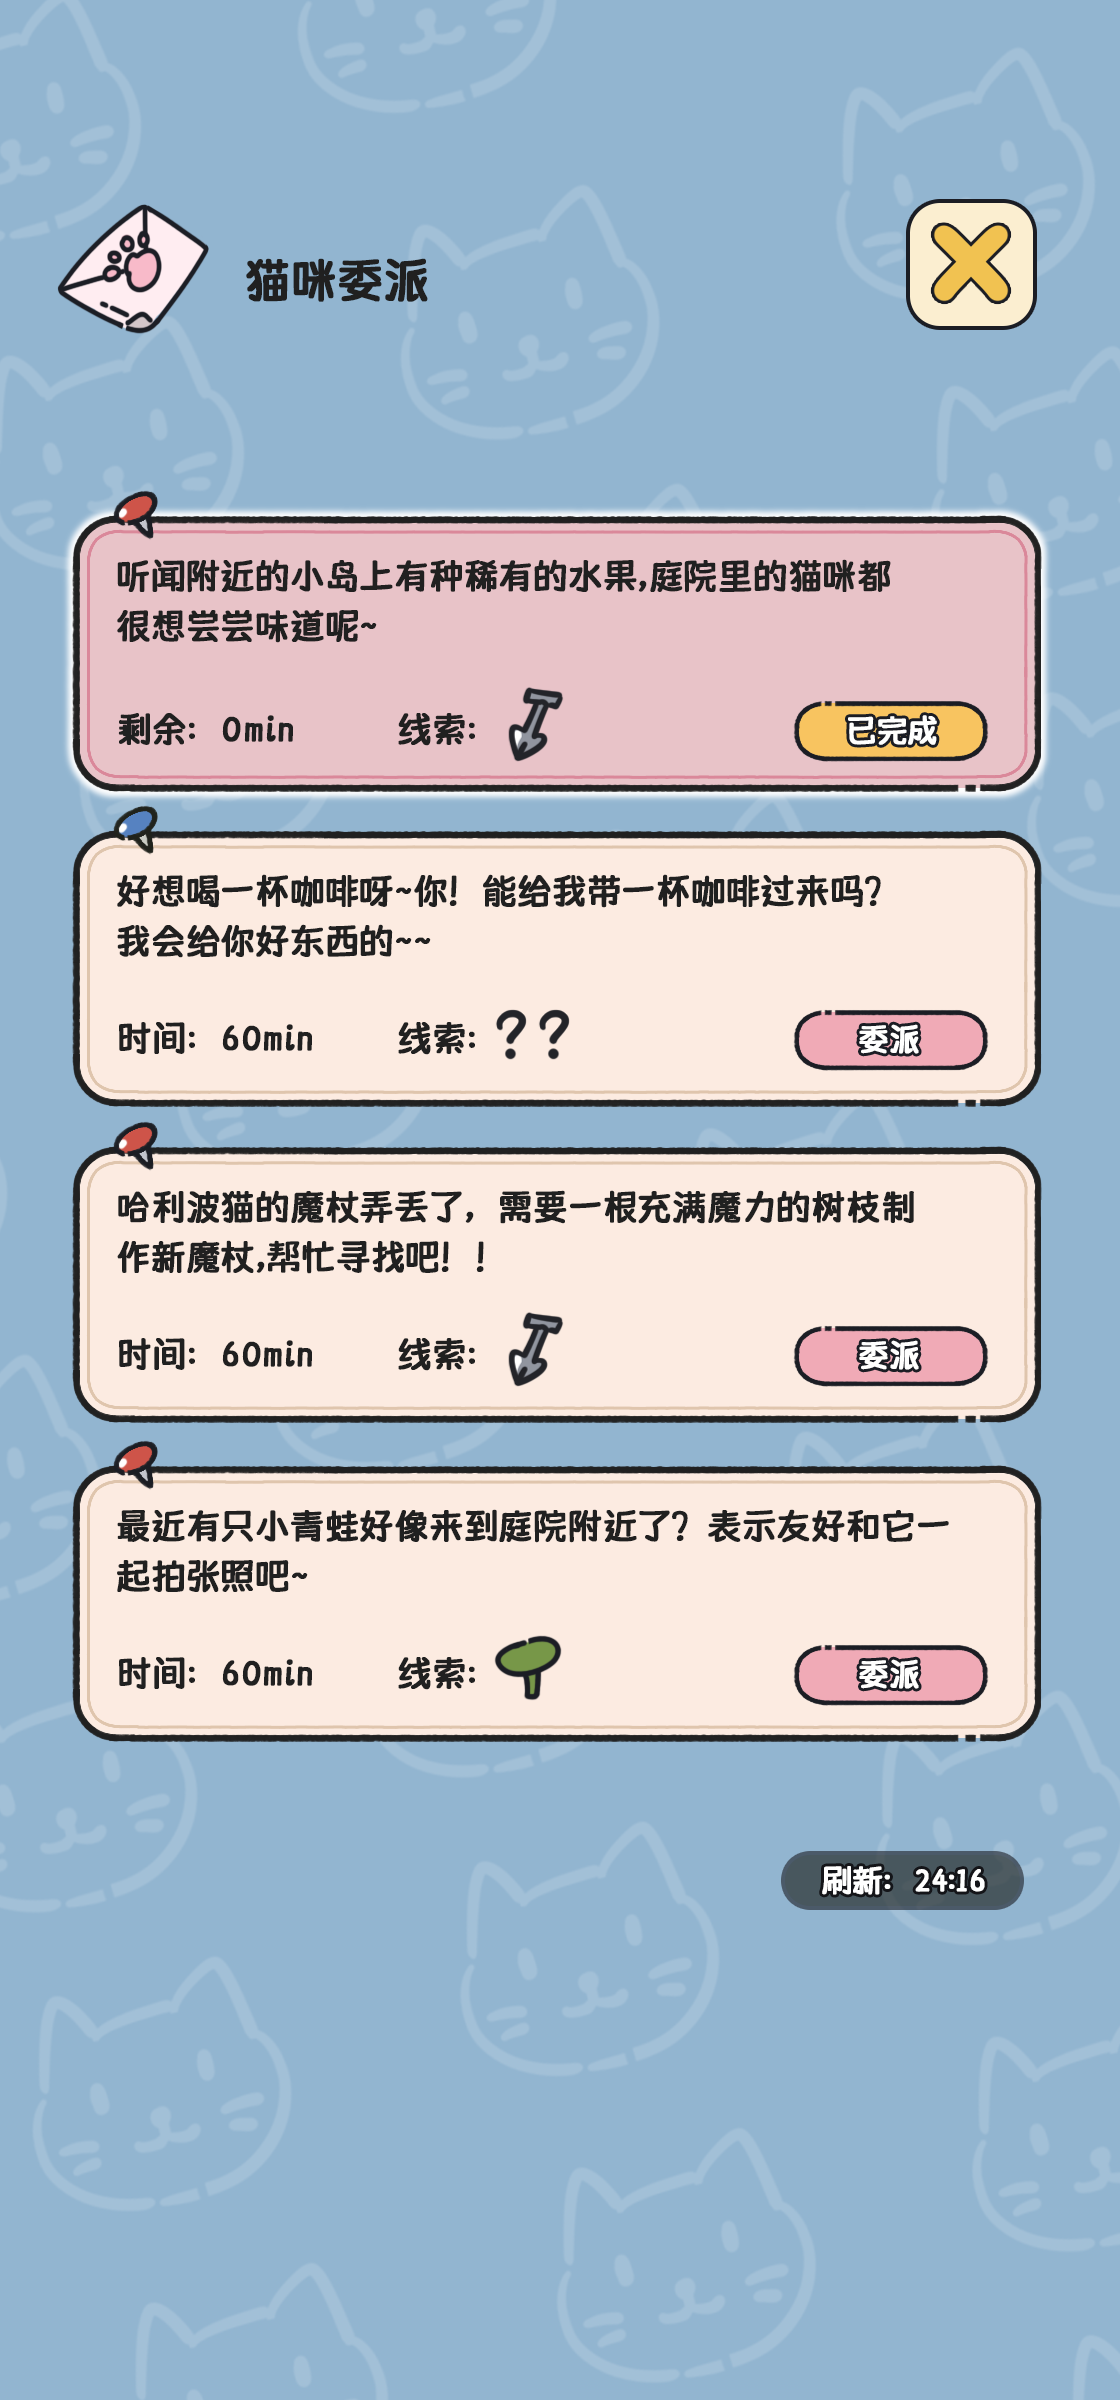 猫咪委派
听闻附近的小岛上有种稀有的水果,庭院里的猫咪都
很想尝尝味道呢~
剩余: 0min 线索: 已完成
好想喝一杯咖啡呀~你! 能给我带一杯咖啡过来吗?
我会给你好东西的~~
时间: 60min 线索: ?? 委派
哈利波猫的魔杖弄丢了, 需要一根充满魔力的树枝制
作新魔杖,帮忙寻找吧! !
时间: 60min 线索: 委派
最近有只小青蛙好像来到庭院附近了? 表示友好和它一
起拍张照吧~
时间: 60min 线索: 委派
刷新: 24:16